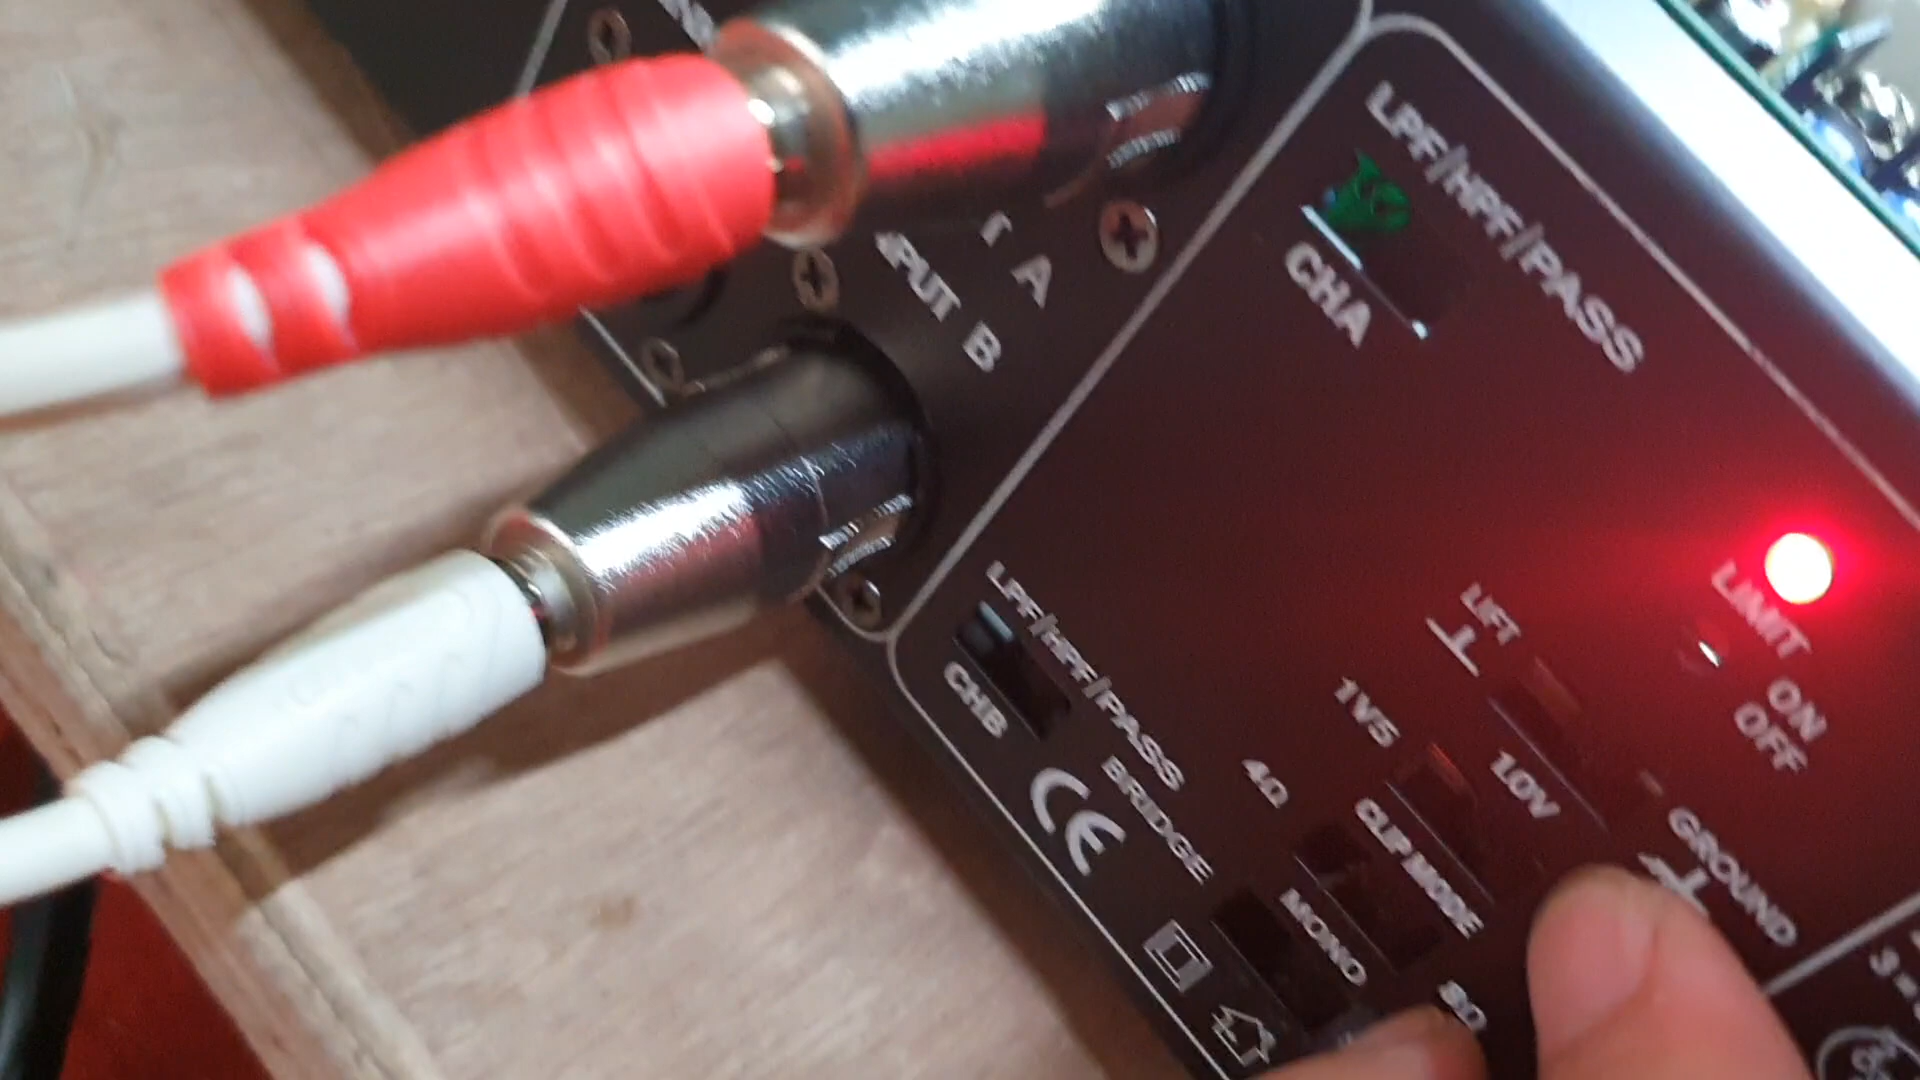 LPF/HPF/PASS
CHA
A
B
LPF/HPF/PASS
CHB
LIMIT
ON
OFF
LIFT
1V5
10V
GROUND
4Ω
CLIP MODE
8Ω
BRIDGE
MONO
CE